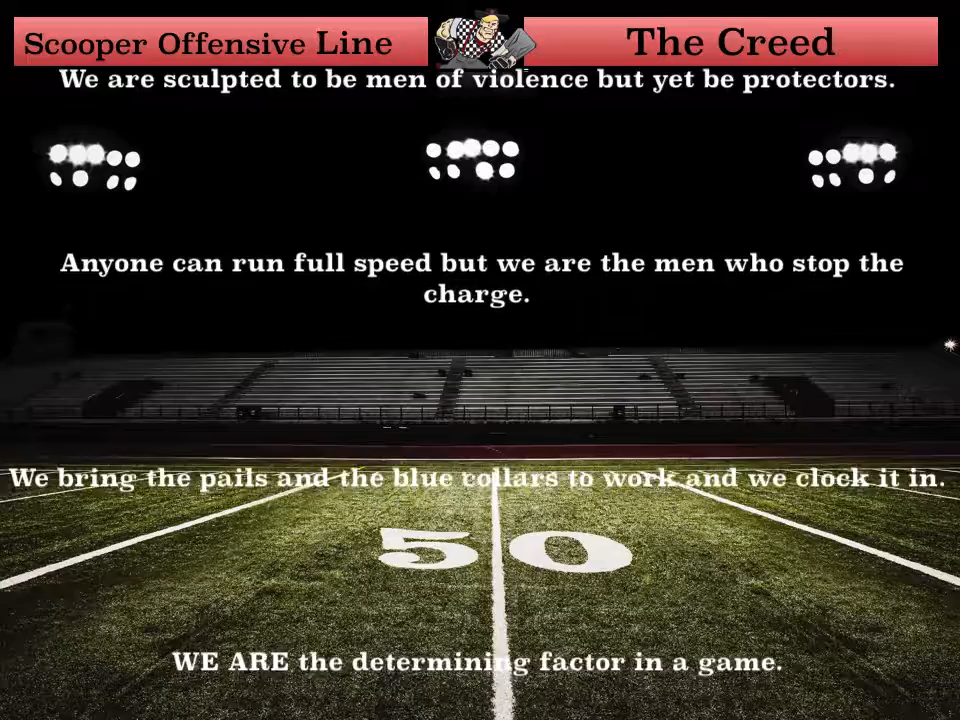 Scooper Offensive Line
The Creed
We are sculpted to be men of violence but yet be protectors.
Anyone can run full speed but we are the men who stop the
charge.
We bring the pails and the blue collars to work and we clock it in.
50
WE ARE the determining factor in a game.